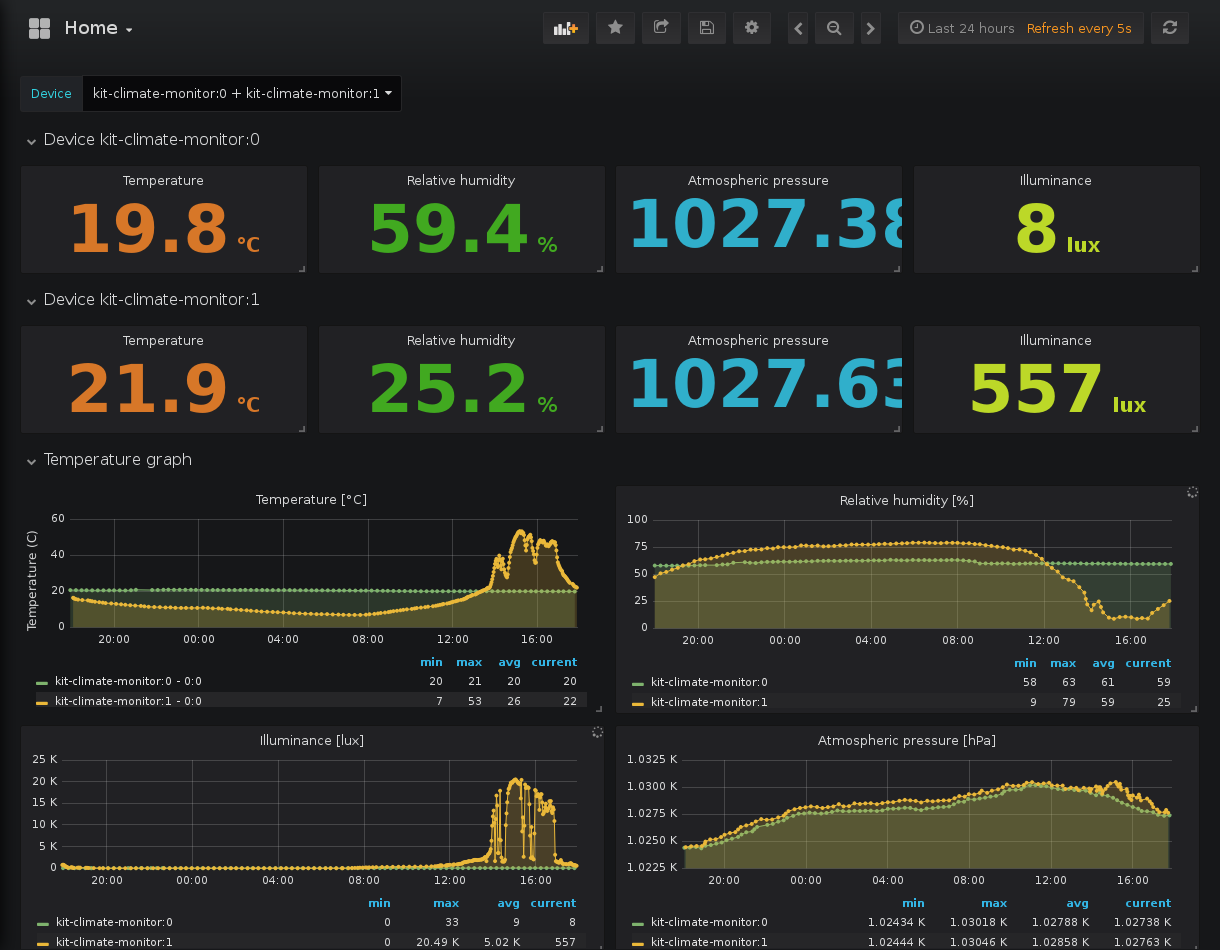 Home
Last 24 hours Refresh every 5s
Device kit-climate-monitor:0 + kit-climate-monitor:1
Device kit-climate-monitor:0
Temperature Relative humidity Atmospheric pressure Illuminance
19.8 °C 59.4 % 1027.38 8 lux
Device kit-climate-monitor:1
Temperature Relative humidity Atmospheric pressure Illuminance
21.9 °C 25.2 % 1027.63 557 lux
Temperature graph
Temperature [°C]
Temperature (C)
60
40
20
0
20:00 00:00 04:00 08:00 12:00 16:00
min max avg current
kit-climate-monitor:0 - 0:0 20 21 20 20
kit-climate-monitor:1 - 0:0 7 53 26 22
Relative humidity [%]
100
75
50
25
0
20:00 00:00 04:00 08:00 12:00 16:00
min max avg current
kit-climate-monitor:0 58 63 61 59
kit-climate-monitor:1 9 79 59 25
Illuminance [lux]
25 K
20 K
15 K
10 K
5 K
0
20:00 00:00 04:00 08:00 12:00 16:00
min max avg current
kit-climate-monitor:0 0 33 9 8
kit-climate-monitor:1 0 20.49 K 5.02 K 557
Atmospheric pressure [hPa]
1.0325 K
1.0300 K
1.0275 K
1.0250 K
1.0225 K
20:00 00:00 04:00 08:00 12:00 16:00
min max avg current
kit-climate-monitor:0 1.02434 K 1.03018 K 1.02788 K 1.02738 K
kit-climate-monitor:1 1.02444 K 1.03046 K 1.02858 K 1.02763 K